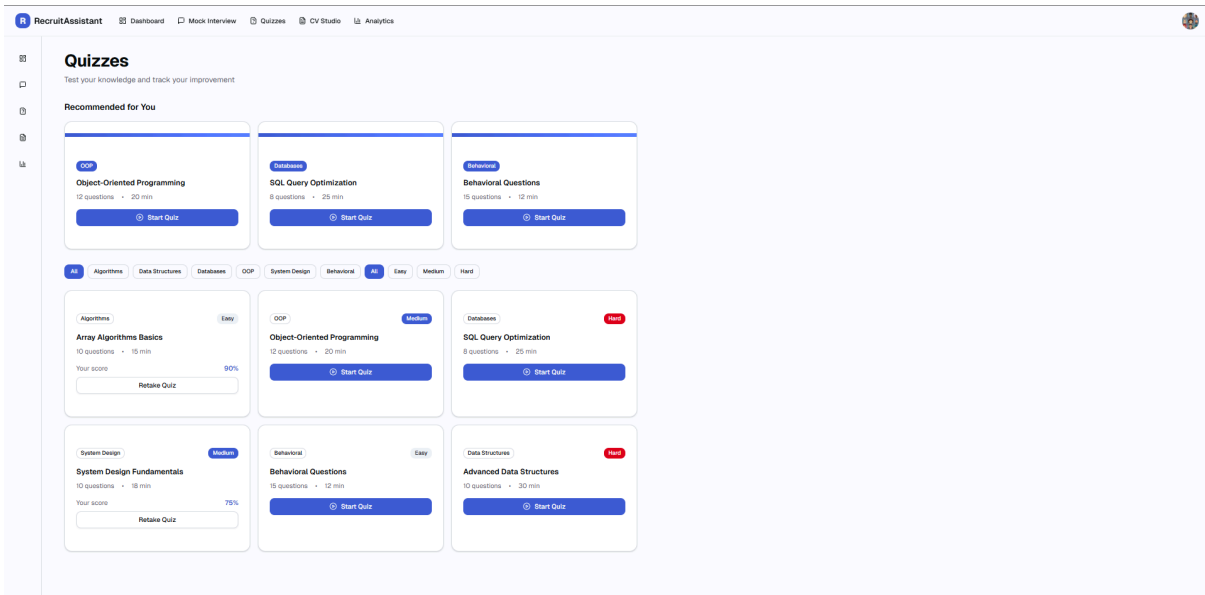 R RecruitAssistant Dashboard Mock Interview Quizzes CV Studio Analytics
Quizzes
Test your knowledge and track your improvement
Recommended for You
OOP
Object-Oriented Programming
12 questions • 20 min
Start Quiz
Databases
SQL Query Optimization
8 questions • 25 min
Start Quiz
Behavioral
Behavioral Questions
15 questions • 12 min
Start Quiz
All Algorithms Data Structures Databases OOP System Design Behavioral All Easy Medium Hard
Algorithms Easy
Array Algorithms Basics
10 questions • 15 min
Your score 90%
Retake Quiz
OOP Medium
Object-Oriented Programming
12 questions • 20 min
Start Quiz
Databases Hard
SQL Query Optimization
8 questions • 25 min
Start Quiz
System Design Medium
System Design Fundamentals
10 questions • 18 min
Your score 75%
Retake Quiz
Behavioral Easy
Behavioral Questions
15 questions • 12 min
Start Quiz
Data Structures Hard
Advanced Data Structures
10 questions • 30 min
Start Quiz